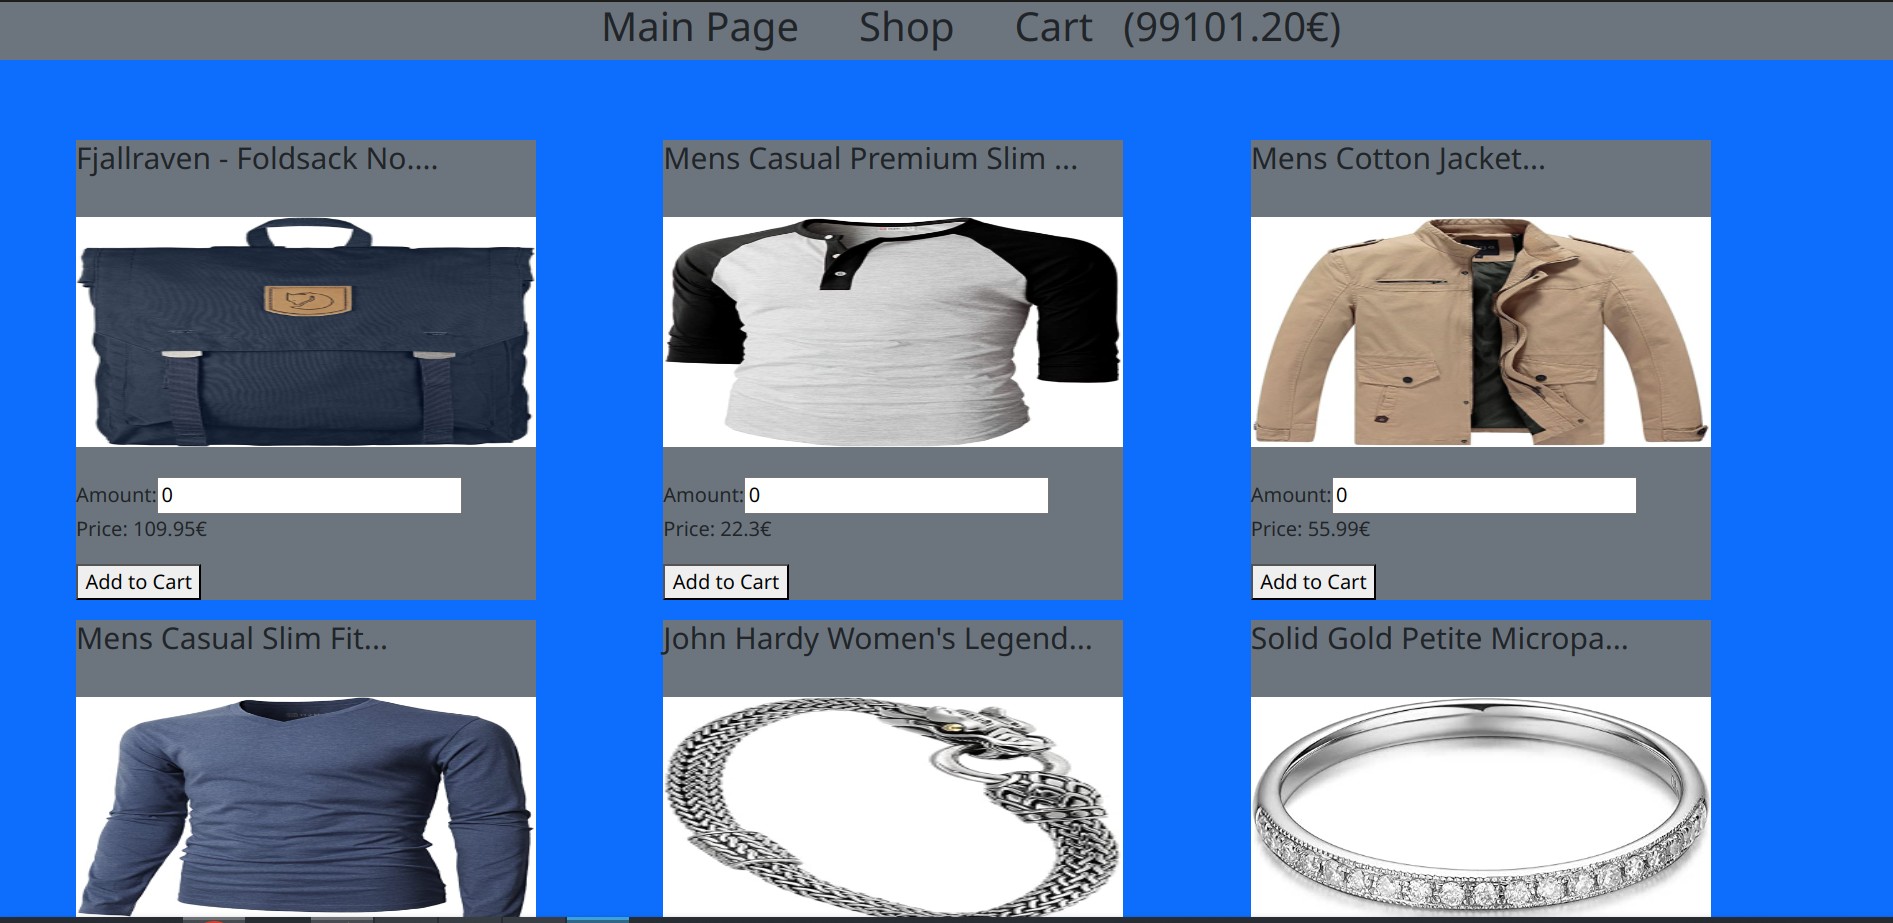 Main Page Shop Cart (99101.20€)
Fjallraven - Foldsack No....
Mens Casual Premium Slim ...
Mens Cotton Jacket...
Amount: 0
Price: 109.95€
Add to Cart
Amount: 0
Price: 22.3€
Add to Cart
Amount: 0
Price: 55.99€
Add to Cart
Mens Casual Slim Fit...
John Hardy Women's Legend...
Solid Gold Petite Micropa...